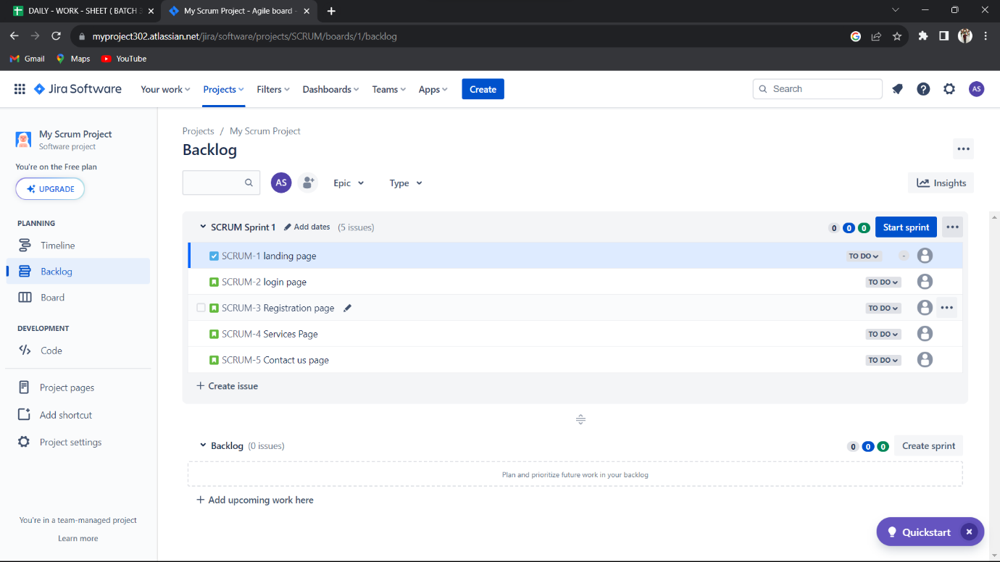 DAILY - WORK - SHEET ( BATCH 3
My Scrum Project - Agile board -
myproject302.atlassian.net/jira/software/projects/SCRUM/boards/1/backlog
Gmail Maps YouTube
Jira Software Your work Projects Filters Dashboards Teams Apps Create Search AS
My Scrum Project
Software project
You're on the Free plan
UPGRADE
PLANNING
Timeline
Backlog
Board
DEVELOPMENT
Code
Project pages
Add shortcut
Project settings
You're in a team-managed project
Learn more
Projects / My Scrum Project
Backlog
AS Epic Type Insights
SCRUM Sprint 1 Add dates (5 issues) 0 0 0 Start sprint
SCRUM-1 landing page TO DO -
SCRUM-2 login page TO DO
SCRUM-3 Registration page TO DO
SCRUM-4 Services Page TO DO
SCRUM-5 Contact us page TO DO
+ Create issue
Backlog (0 issues) 0 0 0 Create sprint
Plan and prioritize future work in your backlog
+ Add upcoming work here
Quickstart